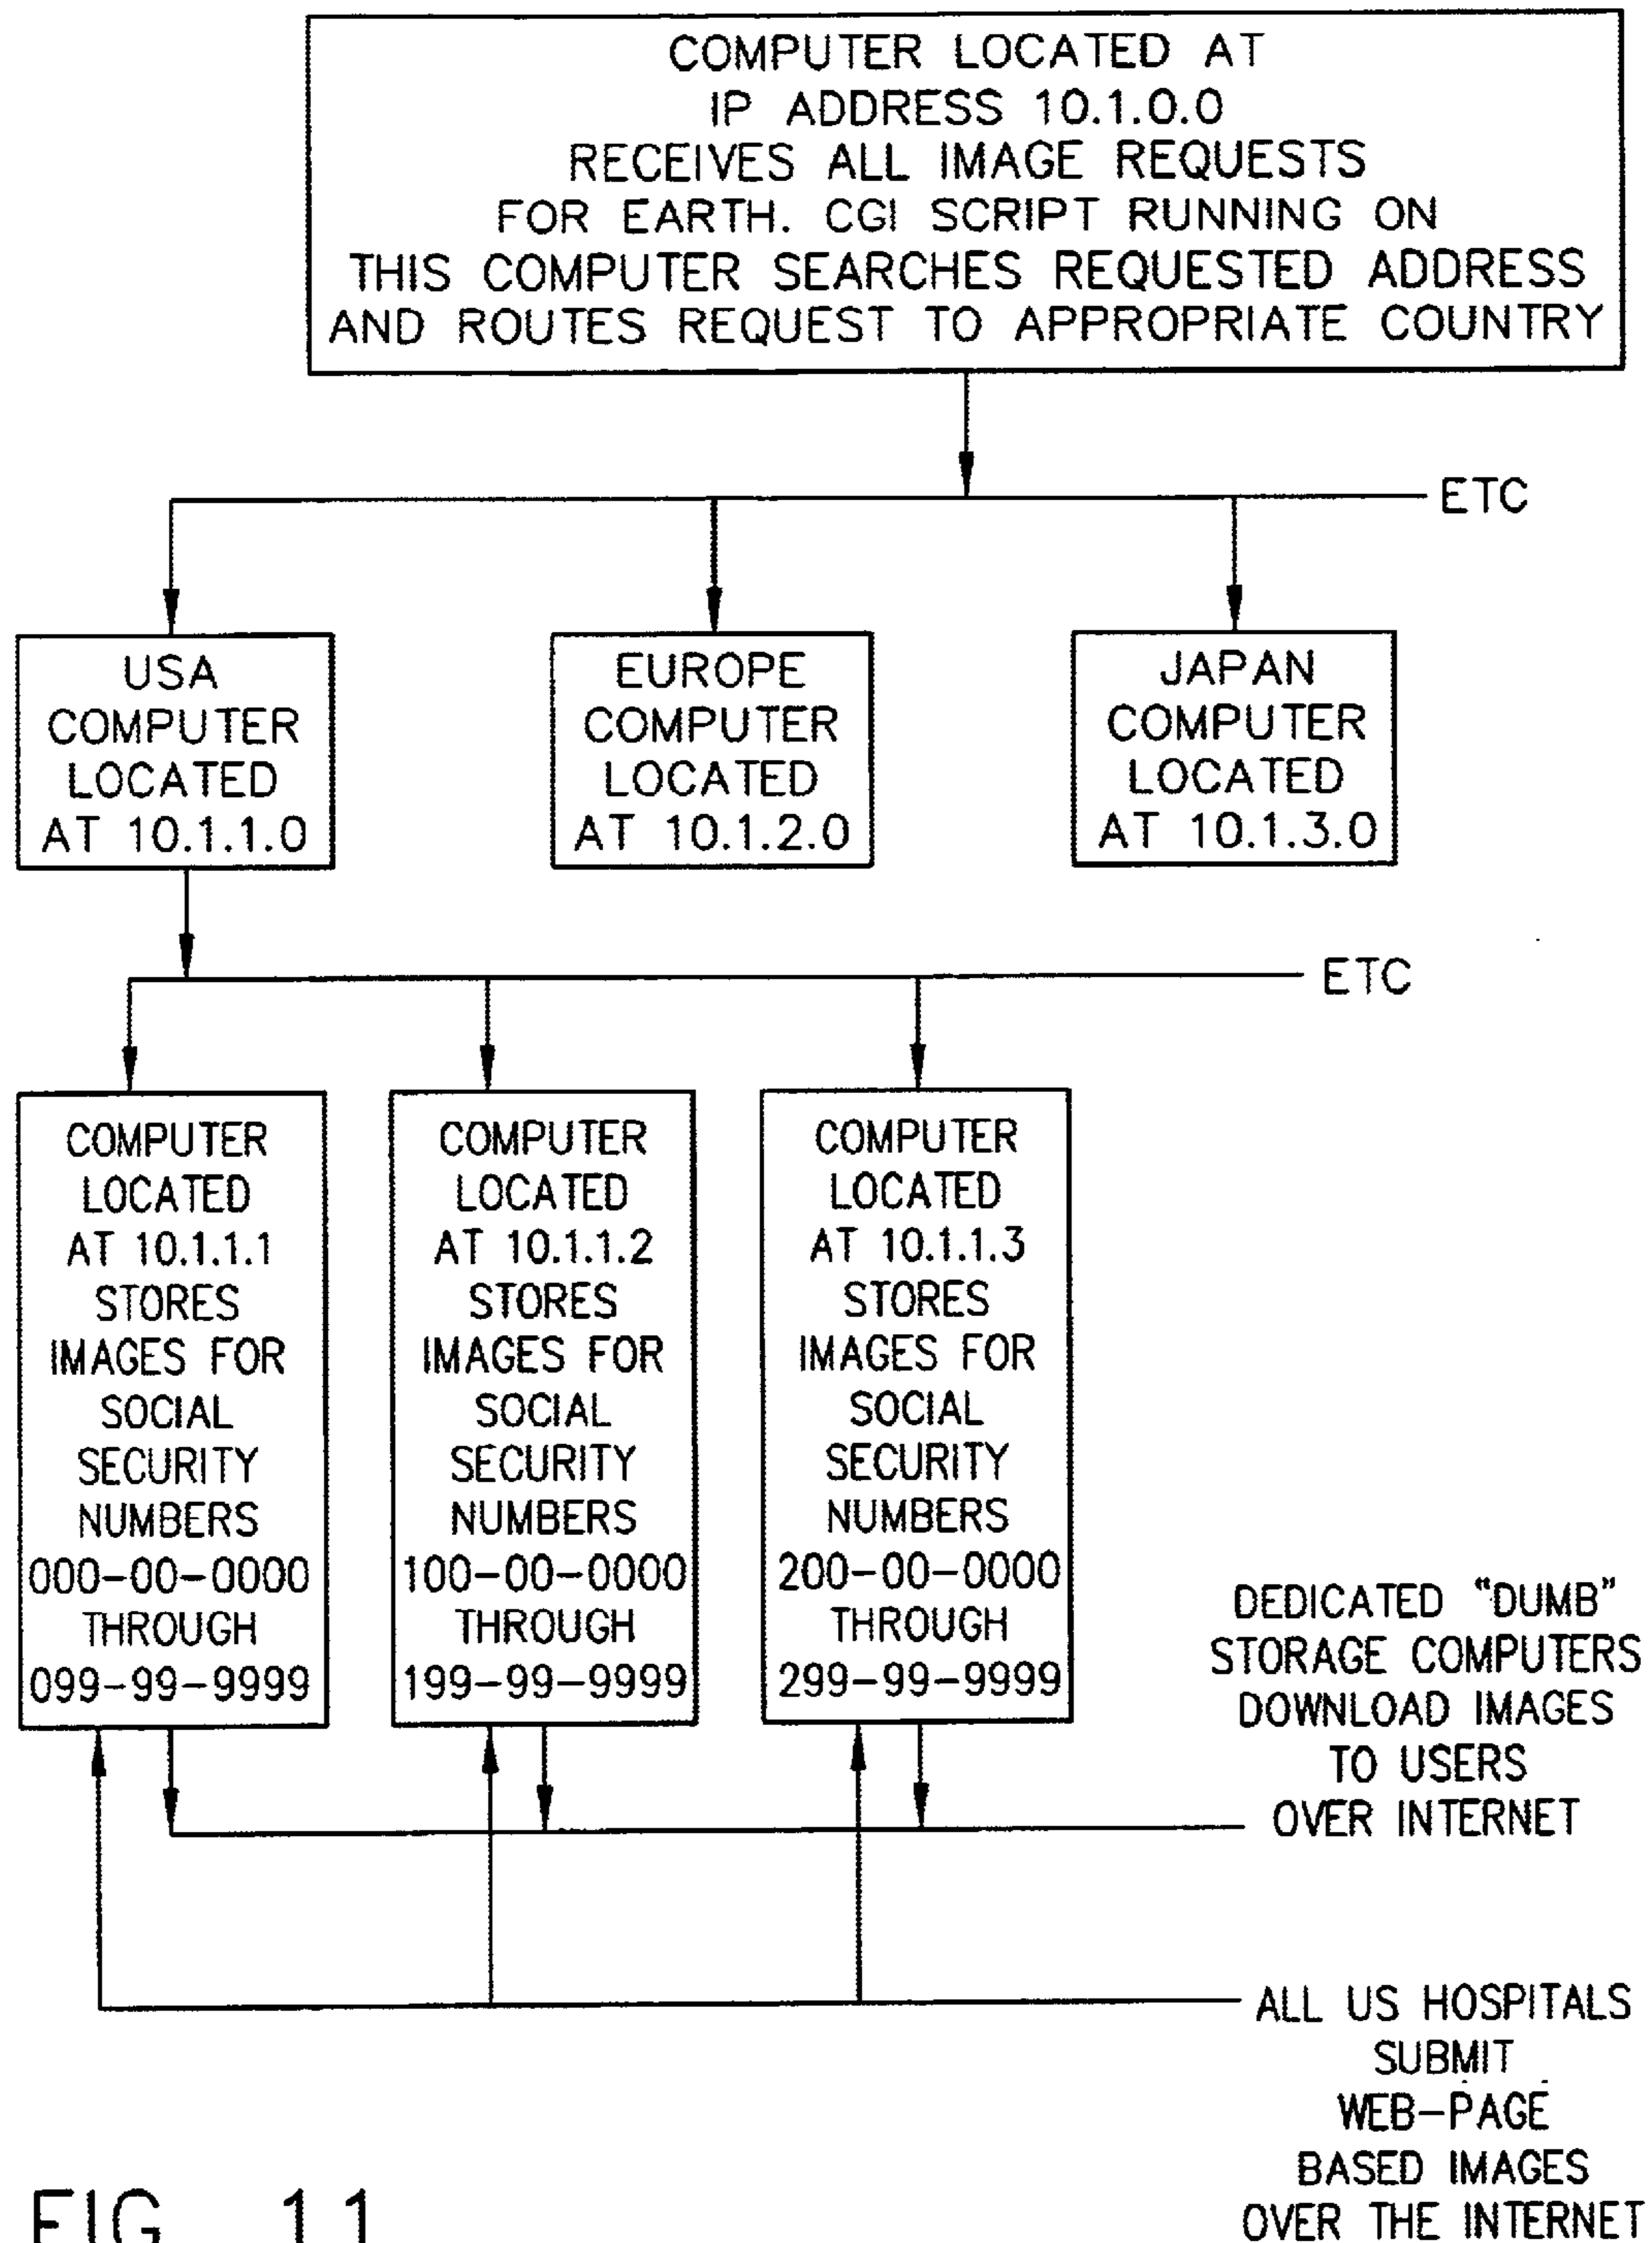 COMPUTER LOCATED AT
IP ADDRESS 10.1.0.0
RECEIVES ALL IMAGE REQUESTS
FOR EARTH. CGI SCRIPT RUNNING ON
THIS COMPUTER SEARCHES REQUESTED ADDRESS
AND ROUTES REQUEST TO APPROPRIATE COUNTRY
ETC
USA
COMPUTER
LOCATED
AT 10.1.1.0
EUROPE
COMPUTER
LOCATED
AT 10.1.2.0
JAPAN
COMPUTER
LOCATED
AT 10.1.3.0
ETC
COMPUTER
LOCATED
AT 10.1.1.1
STORES
IMAGES FOR
SOCIAL
SECURITY
NUMBERS
000-00-0000
THROUGH
099-99-9999
COMPUTER
LOCATED
AT 10.1.1.2
STORES
IMAGES FOR
SOCIAL
SECURITY
NUMBERS
100-00-0000
THROUGH
199-99-9999
COMPUTER
LOCATED
AT 10.1.1.3
STORES
IMAGES FOR
SOCIAL
SECURITY
NUMBERS
200-00-0000
THROUGH
299-99-9999
DEDICATED "DUMB"
STORAGE COMPUTERS
DOWNLOAD IMAGES
TO USERS
OVER INTERNET
ALL US HOSPITALS
SUBMIT
WEB-PAGE
BASED IMAGES
OVER THE INTERNET
FIG 11